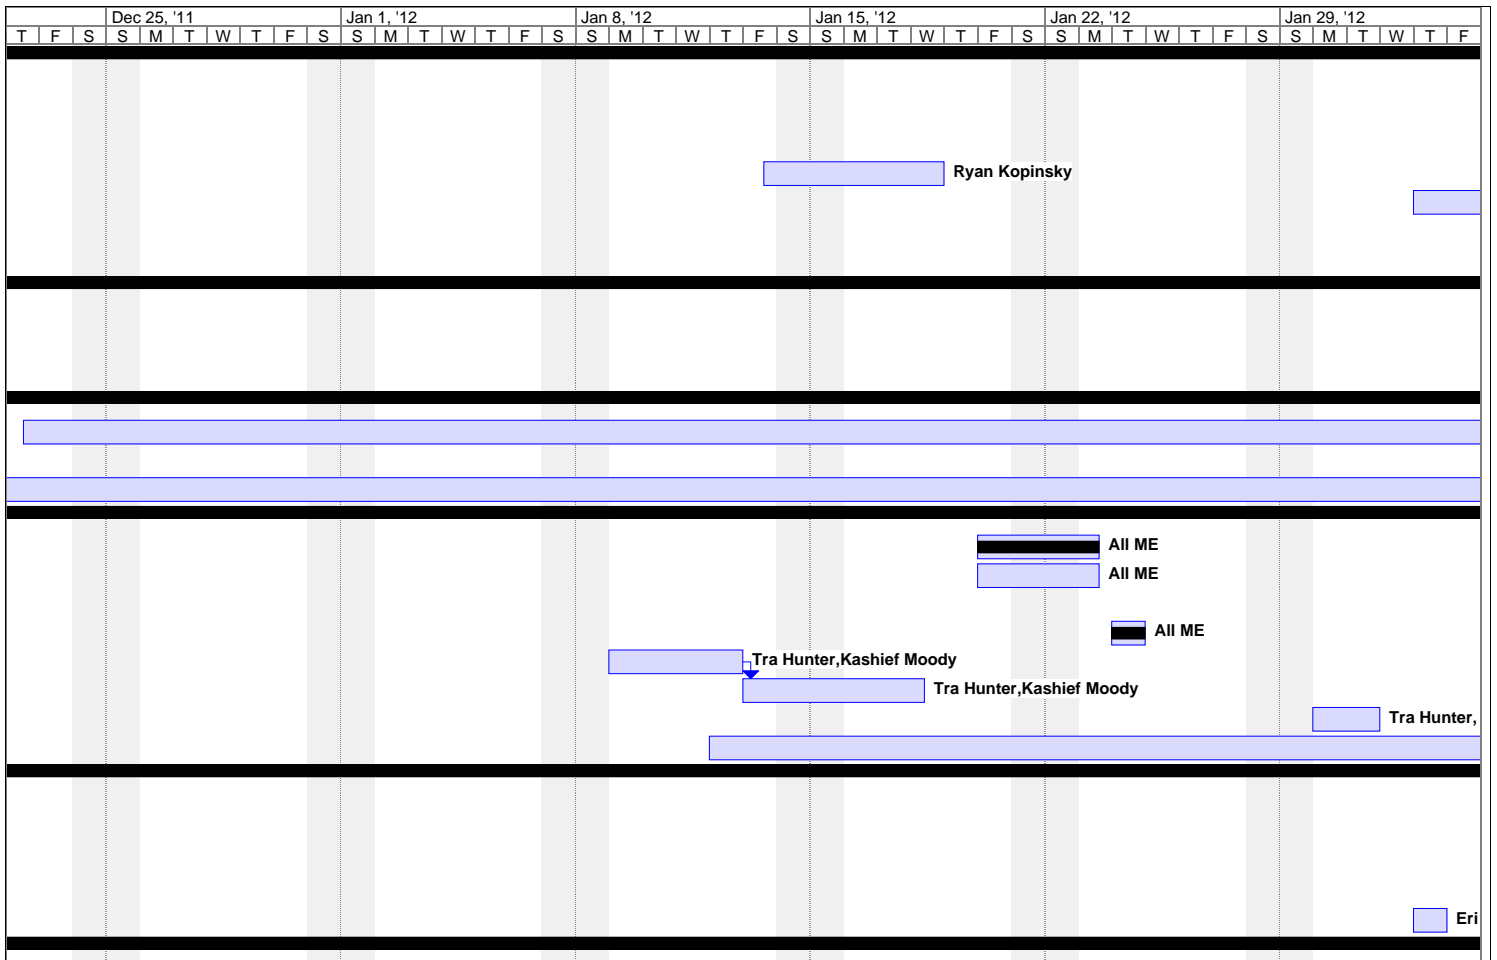 Dec 25, '11 Jan 1, '12 Jan 8, '12 Jan 15, '12 Jan 22, '12 Jan 29, '12
T F S S M T W T F S S M T W T F S S M T W T F S S M T W T F S S M T W T F S S M T W T F
Ryan Kopinsky
All ME
All ME
All ME
Tra Hunter,Kashief Moody
Tra Hunter,Kashief Moody
Tra Hunter,
Eri